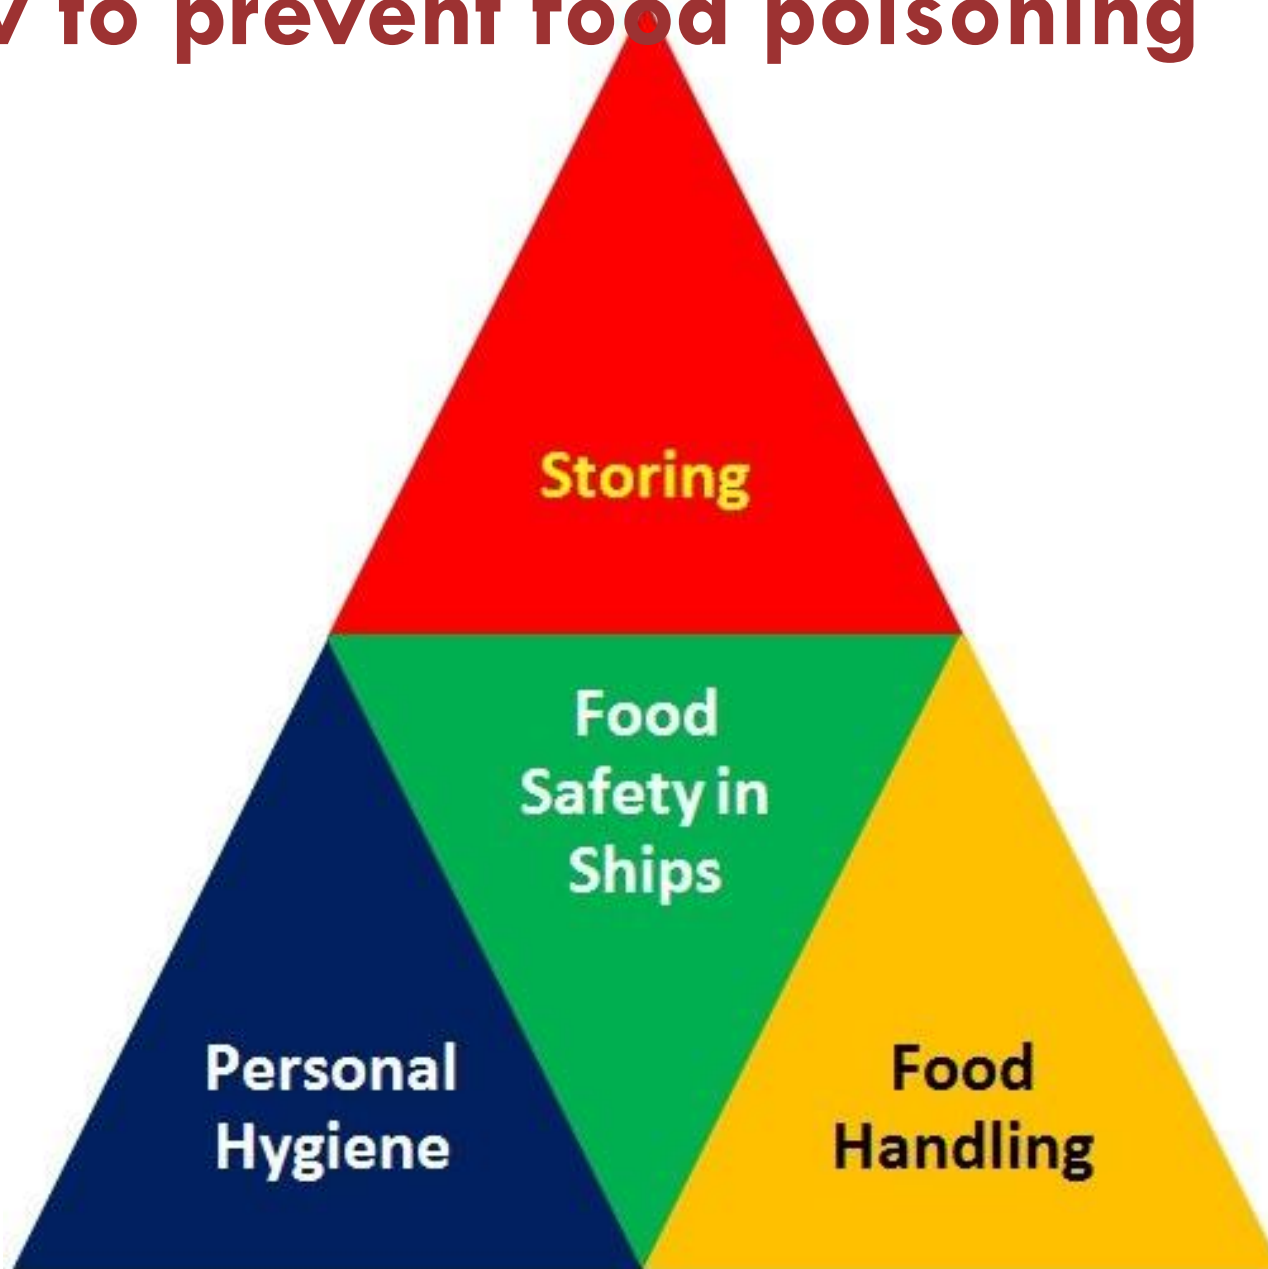 to prevent food poisoning
Storing
Food
Safety in
Ships
Personal
Hygiene
Food
Handling